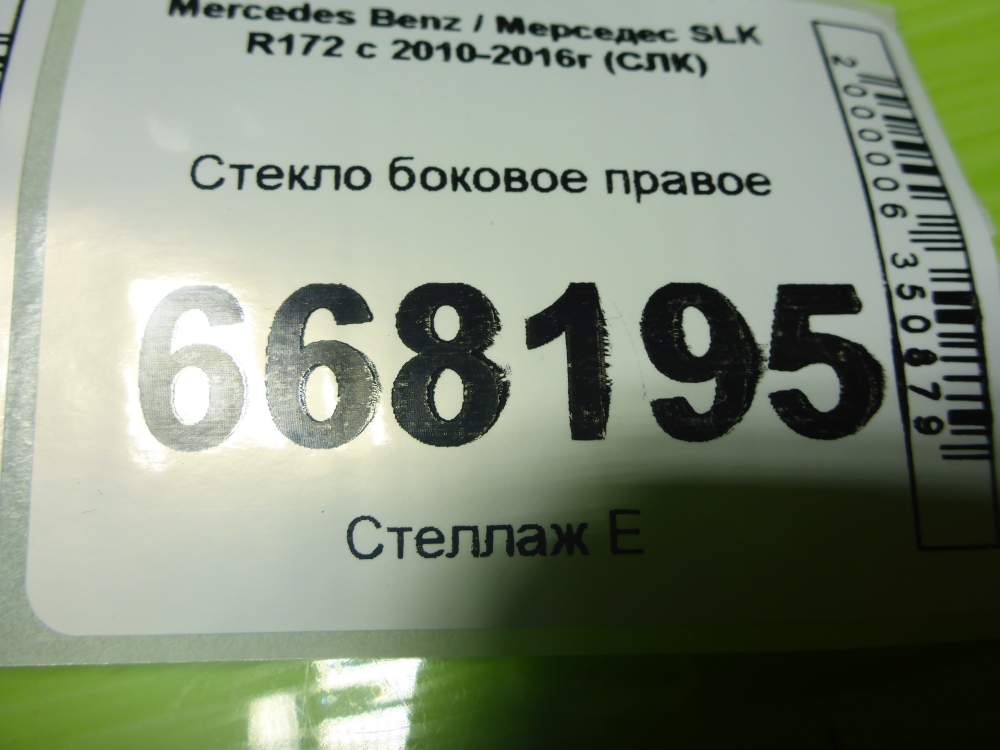 Mercedes Benz / Мерседес SLK
R172 с 2010-2016г (СЛК)
Стекло боковое правое
668195
Стеллаж Е
2000006350879